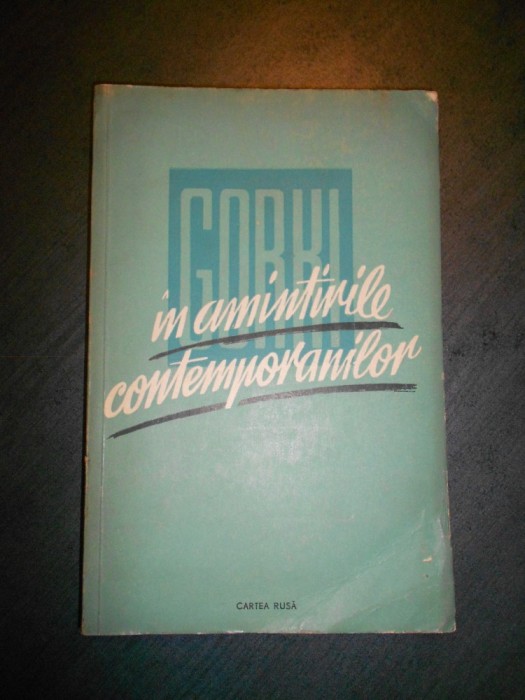 GORKI
în amintirile
contemporanilor
CARTEA RUSĂ